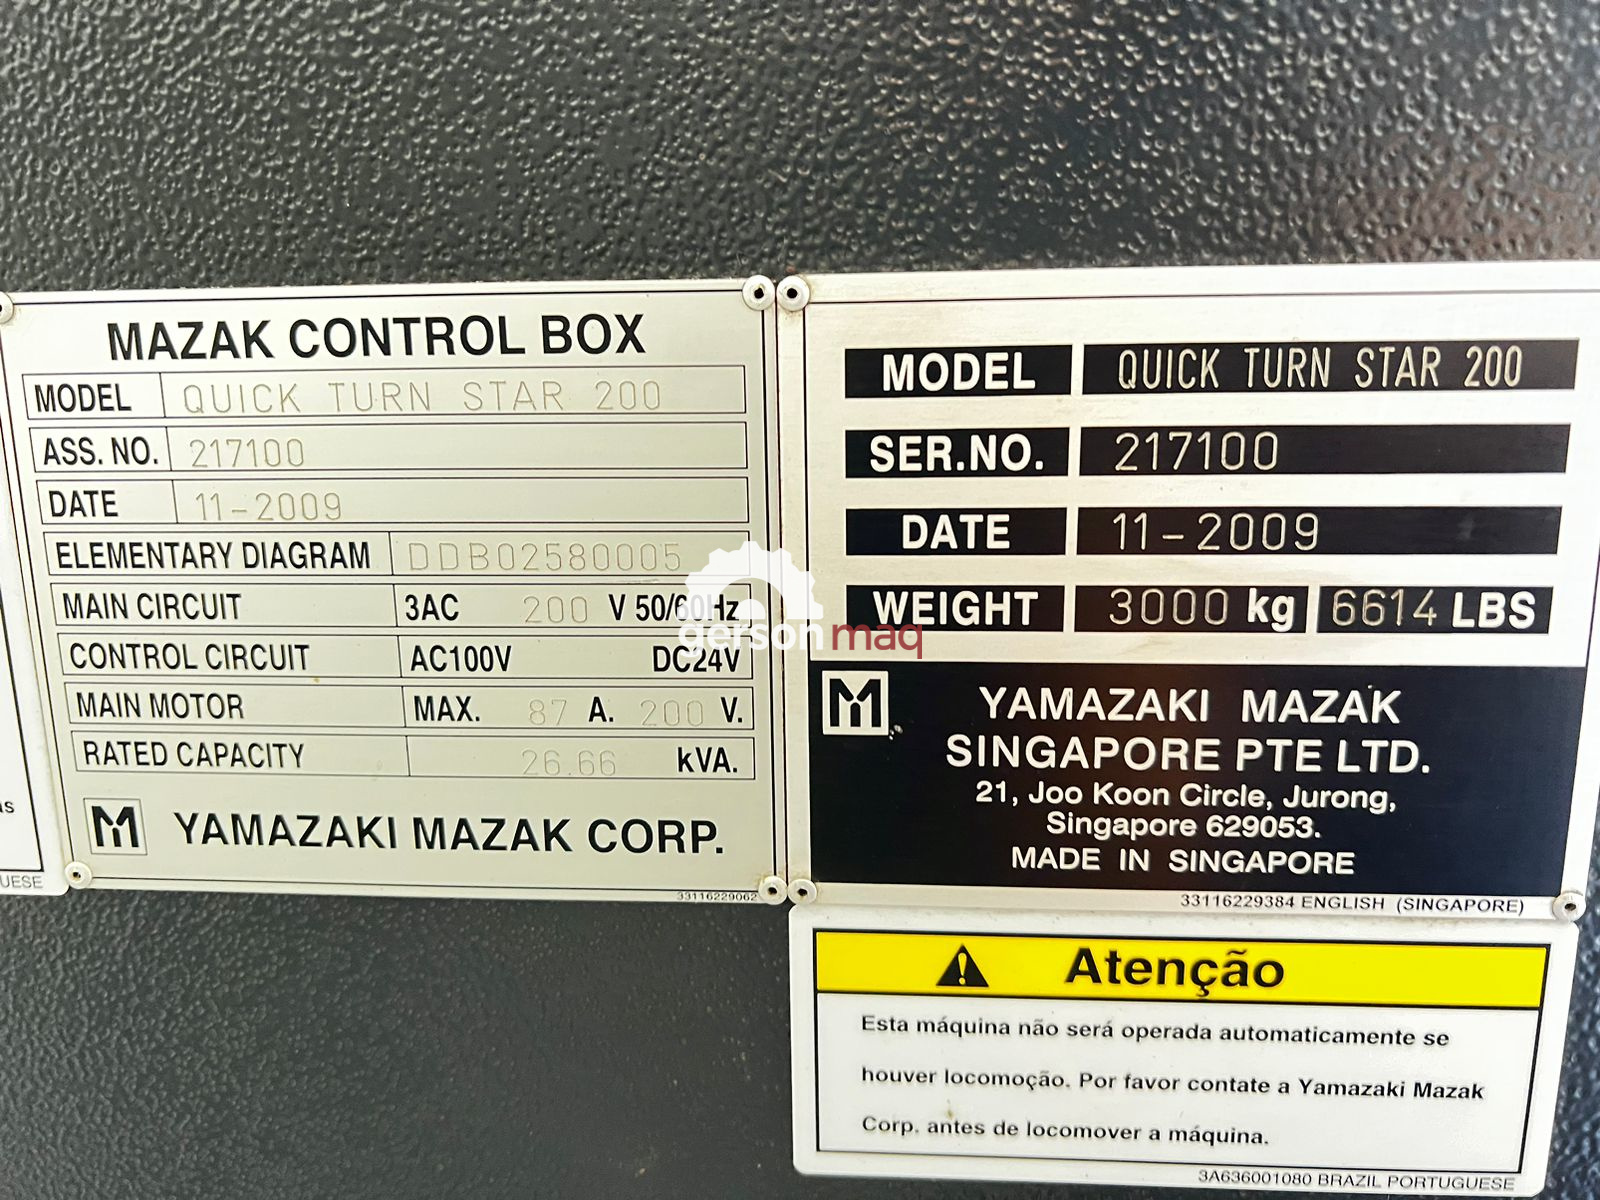 MAZAK CONTROL BOX
MODEL QUICK TURN STAR 200
ASS. NO. 217100
DATE 11-2009
ELEMENTARY DIAGRAM DDB02580005
MAIN CIRCUIT 3AC 200 V 50/60Hz
CONTROL CIRCUIT AC100V DC24V
MAIN MOTOR MAX. 87 A. 200 V.
RATED CAPACITY 26.66 kVA.
YAMAZAKI MAZAK CORP.
33116229062
MODEL QUICK TURN STAR 200
SER.NO. 217100
DATE 11-2009
WEIGHT 3000 kg 6614 LBS
YAMAZAKI MAZAK
SINGAPORE PTE LTD.
21, Joo Koon Circle, Jurong,
Singapore 629053.
MADE IN SINGAPORE
33116229384 ENGLISH (SINGAPORE)
Atenção
Esta máquina não será operada automaticamente se
houver locomoção. Por favor contate a Yamazaki Mazak
Corp. antes de locomover a máquina.
3A636001080 BRAZIL PORTUGUESE
gerson maq